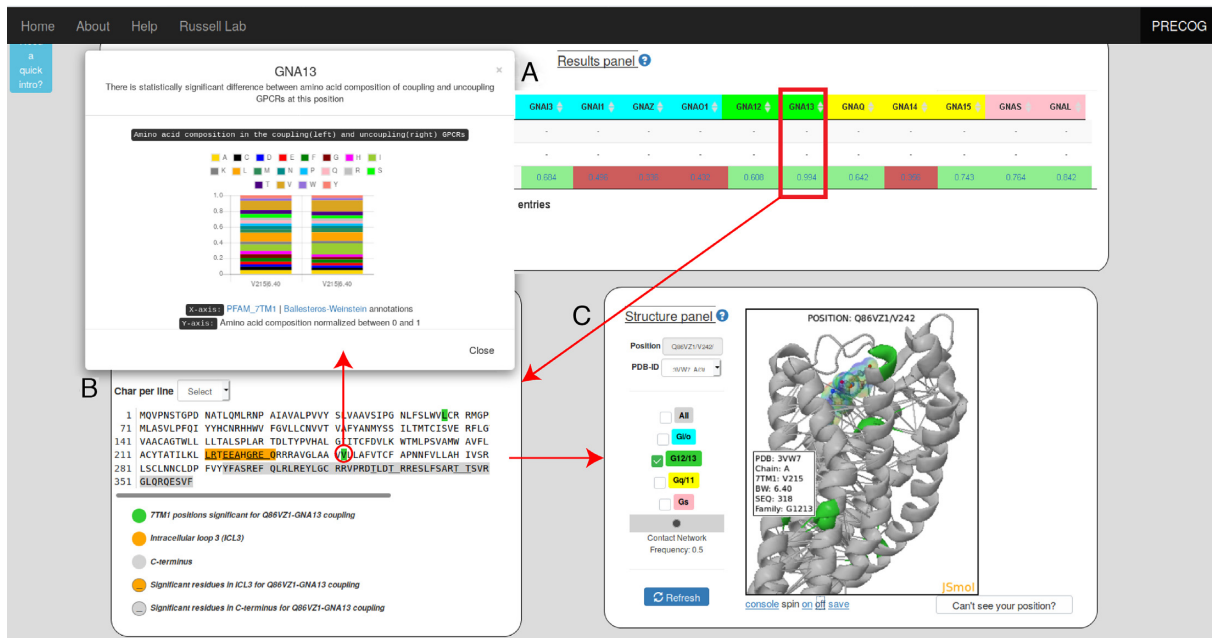 Home About Help Russell Lab PRECOG
a
quick
intro?
GNA13
×
There is statistically significant difference between amino acid composition of coupling and uncoupling
GPCRs at this position
Amino acid composition in the coupling(left) and uncoupling(right) GPCRs
A C D E F G H I
K L M N P Q R S
T V W Y
1.0
0.8
0.6
0.4
0.2
0
V215|6.40 V215|6.40
X-axis: PFAM_7TM1 | Ballesteros-Weinstein annotations
Y-axis: Amino acid composition normalized between 0 and 1
Close
A
Results panel ?
GNAI3 GNAI1 GNAZ GNAO1 GNA12 GNA13 GNAQ GNA14 GNA15 GNAS GNAL
- - - - - - - - - - -
- - - - - - - - - - -
0.684 0.608 0.994 0.642 0.743 0.764 0.842
entries
B
Char per line Select
1 MQVPNSTGPD NATLQMLRNP AIAVALPVVY SLVAAVSIPG NLFSLWVLCR RMGP
71 MLASVLPFQI YYHCNRHHWV FGVLLCNVVT VAFYANMYSS ILTMTCISVE RFLG
141 VAACAGTWLL LLTALSPLAR TDLTYPVHAL GIITCFDVLK WTMLPSVAMW AVFL
211 ACYTATILKL LRTEEAHGRE QRRRAVGLAA VVLLAFVTCF APNNFVLLAH IVSR
281 LSCLNNCLDP FVYYFASREF QLRLREYLGC RRVPRDTLDT RRESLFSART TSVR
351 GLQRQESVF
7TM1 positions significant for Q86VZ1-GNA13 coupling
Intracellular loop 3 (ICL3)
C-terminus
Significant residues in ICL3 for Q86VZ1-GNA13 coupling
Significant residues in C-terminus for Q86VZ1-GNA13 coupling
C
Structure panel ?
Position Q86VZ1/V242/
PDB-ID
All
Gi/o
G12/13
Gq/11
Gs
Contact Network
Frequency: 0.5
Refresh
POSITION: Q86VZ1/V242
PDB: 3VW7
Chain: A
7TM1: V215
BW: 6.40
SEQ: 318
Family: G1213
JSmol
console spin on off save
Can't see your position?